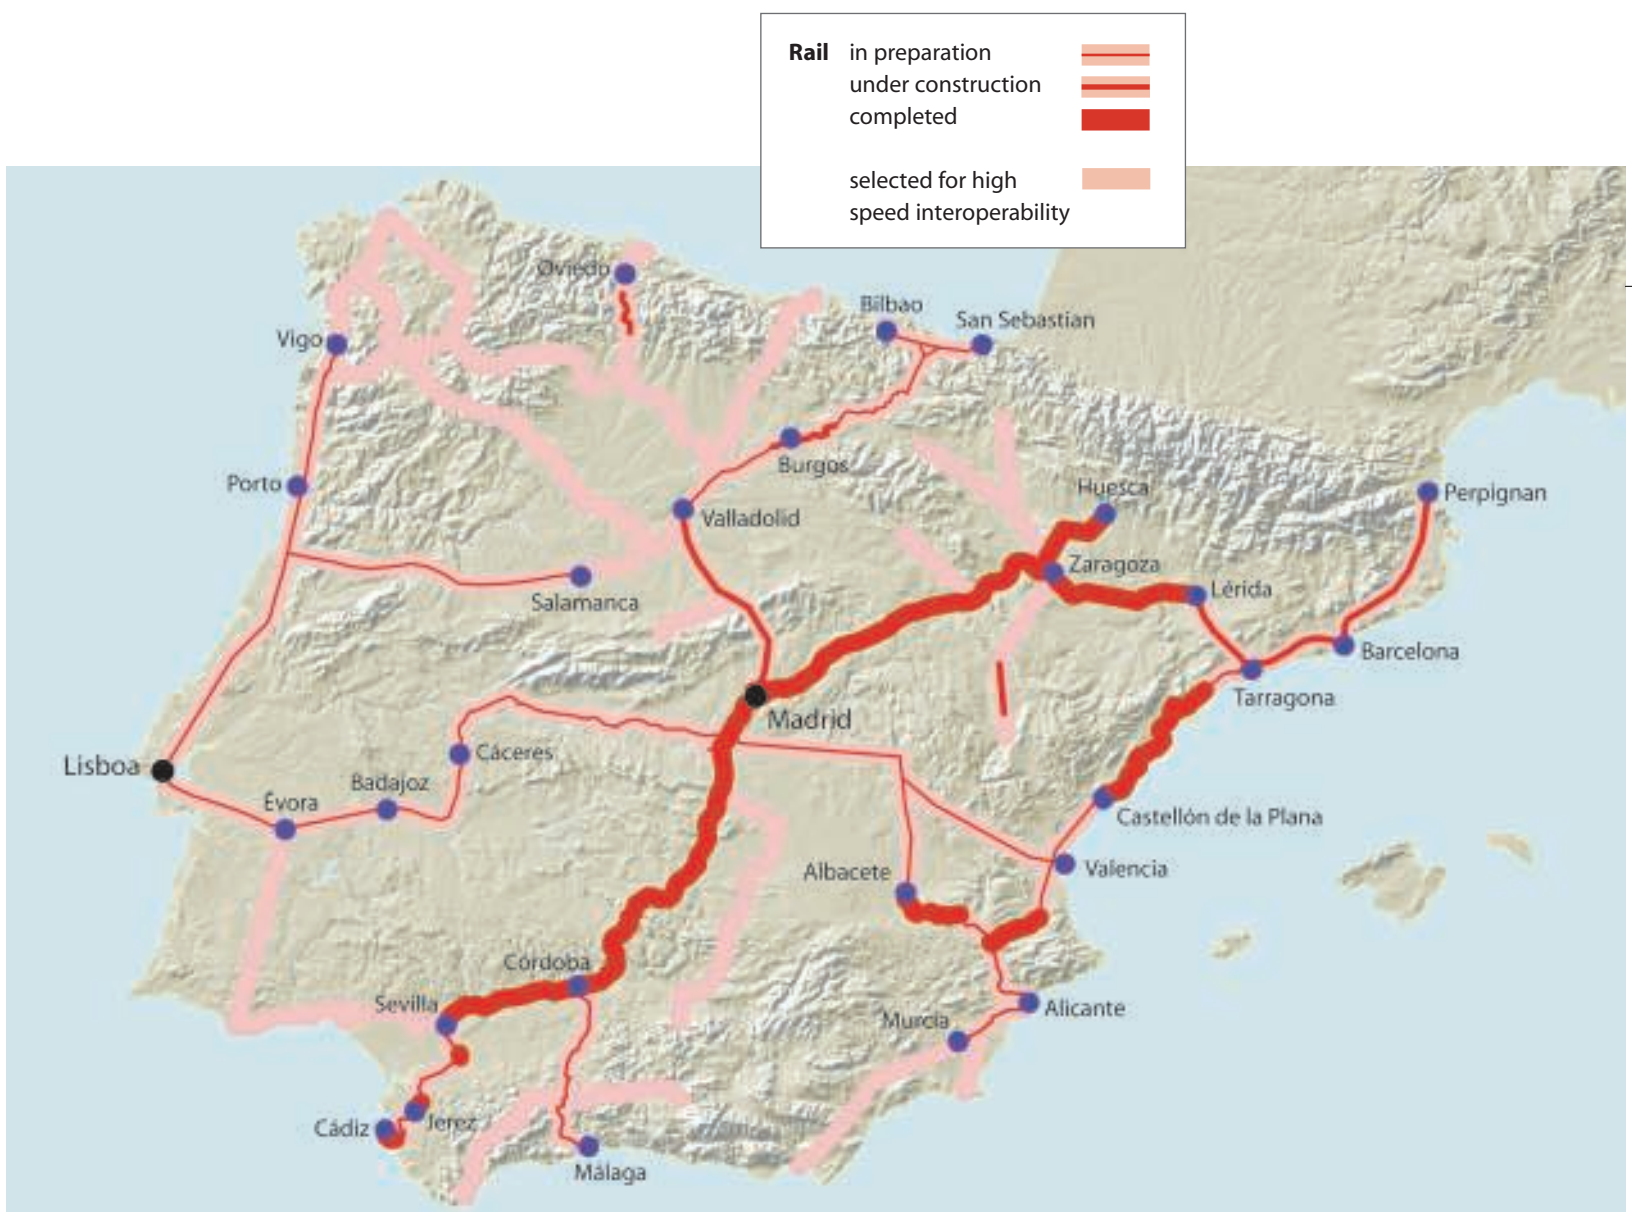 Rail in preparation
under construction
completed
selected for high
speed interoperability
Oviedo
Bilbao
San Sebastian
Vigo
Burgos
Porto
Huesca
Perpignan
Valladolid
Zaragoza
Salamanca
Lérida
Barcelona
Tarragona
Madrid
Lisboa
Cáceres
Badajoz
Évora
Castellón de la Plana
Albacete
Valencia
Córdoba
Sevilla
Alicante
Murcia
Cádiz
Jerez
Málaga